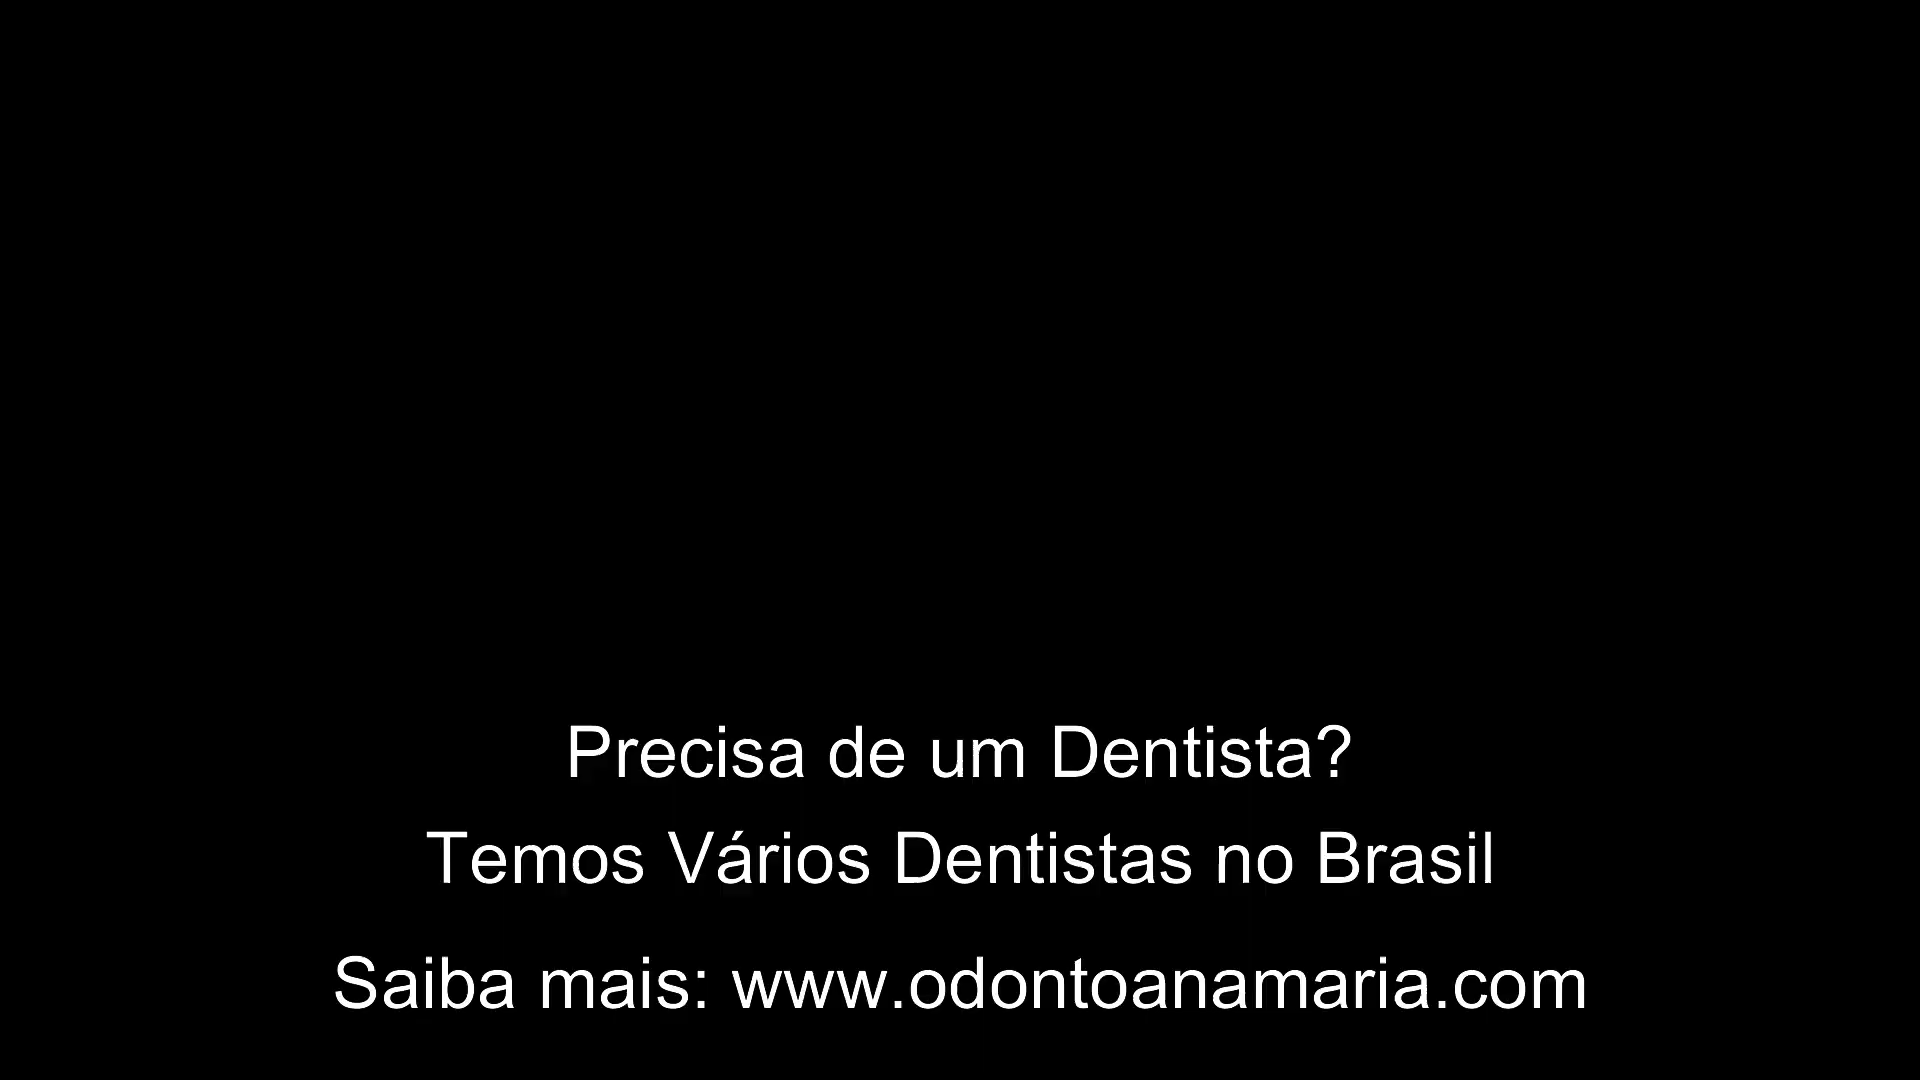 Precisa de um Dentista?
Temos Vários Dentistas no Brasil
Saiba mais: www.odontoanamaria.com